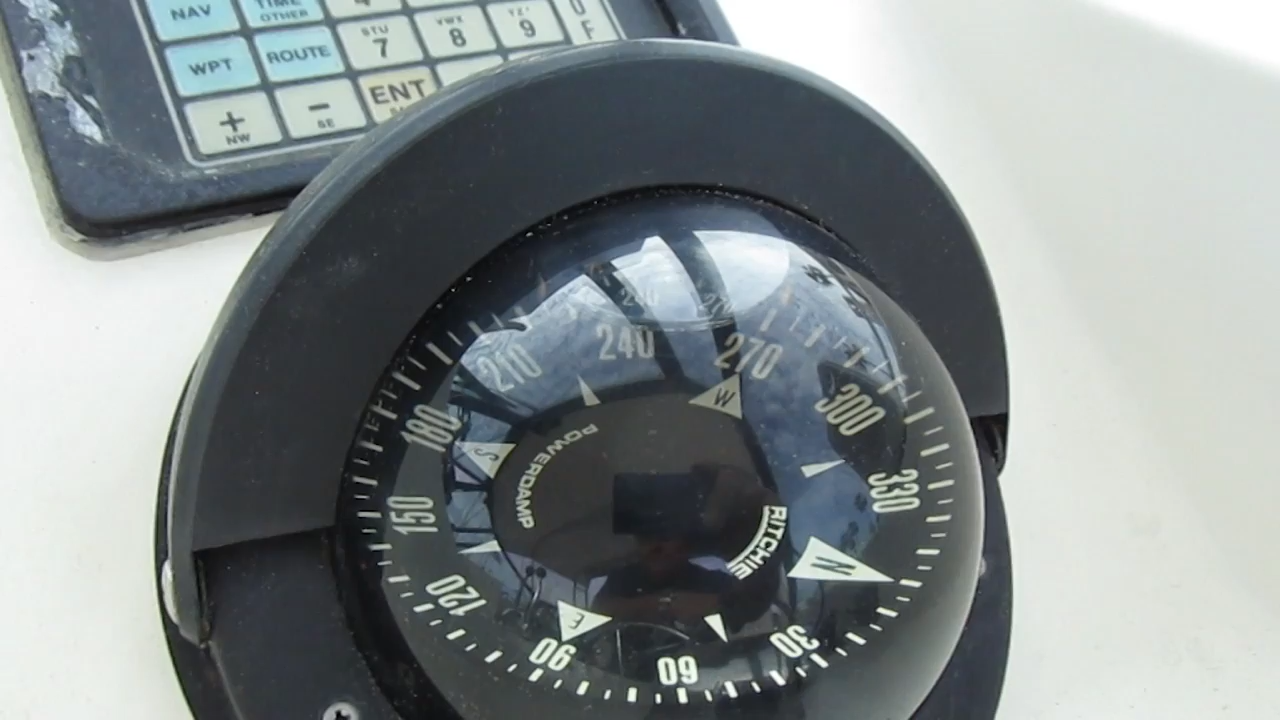 NAV
TIME
OTHER
WPT
ROUTE
STU
7
VWX
8
YZ
9
+
NW
-
SE
ENT
210
240
270
300
330
N
30
60
90
E
120
150
180
S
W
POWERDAMP
RITCHIE